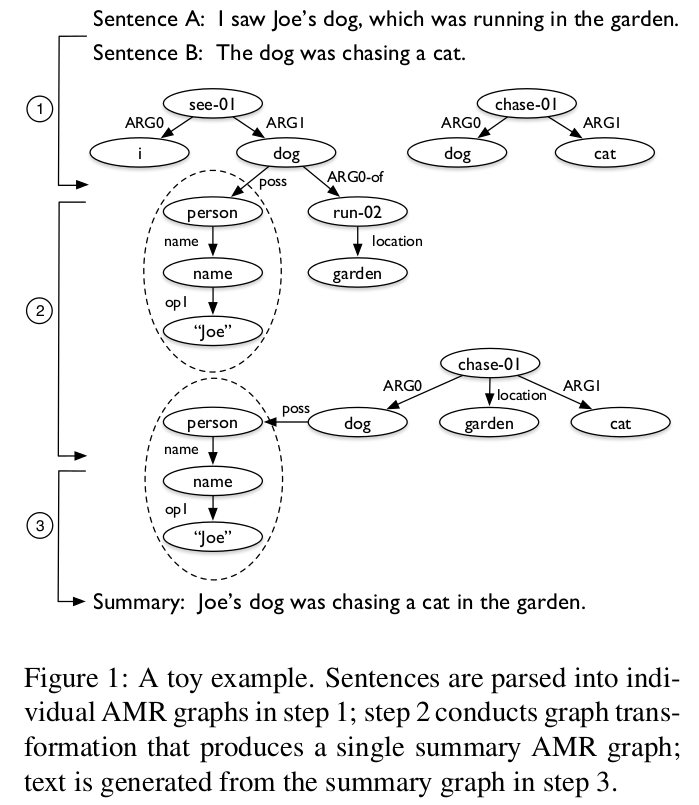 Sentence A: I saw Joe's dog, which was running in the garden.
Sentence B: The dog was chasing a cat.
1
see-01
chase-01
ARG0
ARG1
ARG0
ARG1
i
dog
dog
cat
poss
ARG0-of
person
run-02
name
location
name
garden
op1
2
"Joe"
chase-01
ARG0
location
ARG1
person
poss
dog
garden
cat
name
name
op1
3
"Joe"
Summary: Joe's dog was chasing a cat in the garden.
Figure 1: A toy example. Sentences are parsed into indi-
vidual AMR graphs in step 1; step 2 conducts graph trans-
formation that produces a single summary AMR graph;
text is generated from the summary graph in step 3.